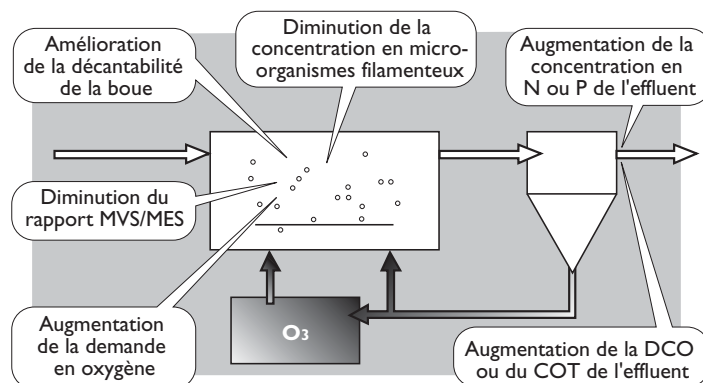 Amélioration
de la décantabilité
de la boue
Diminution de la
concentration en micro-
organismes filamenteux
Augmentation de la
concentration en
N ou P de l'effluent
Diminution du
rapport MVS/MES
Augmentation
de la demande
en oxygène
O₃
Augmentation de la DCO
ou du COT de l'effluent